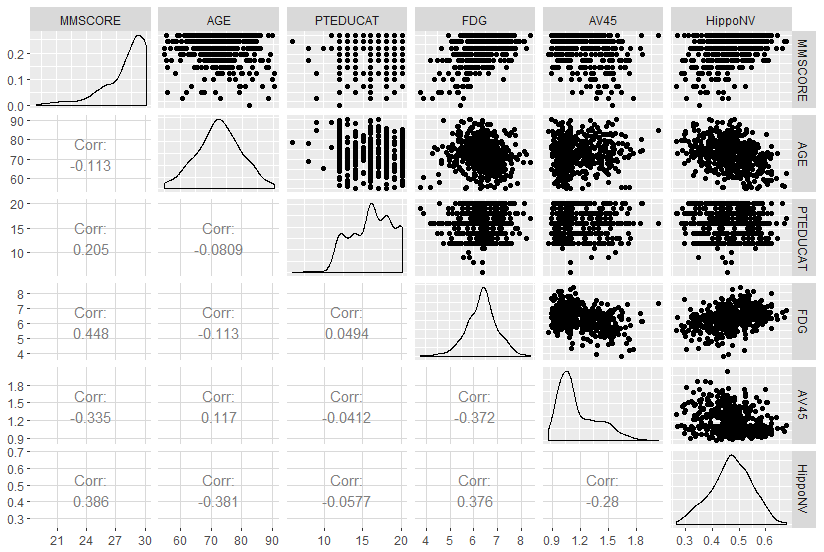 MMSCORE AGE PTEDUCAT FDG AV45 HippoNV
0.2
0.1
0.0
MMSCORE
90
80
70
60
Corr:
-0.113
AGE
20
15
10
Corr: Corr:
0.205 -0.0809
PTEDUCAT
8
7
6
5
4
Corr: Corr: Corr:
0.448 -0.113 0.0494
FDG
1.8
1.5
1.2
0.9
Corr: Corr: Corr: Corr:
-0.335 0.117 -0.0412 -0.372
AV45
0.7
0.6
0.5
0.4
0.3
Corr: Corr: Corr: Corr: Corr:
0.386 -0.381 -0.0577 0.376 -0.28
HippoNV
21 24 27 30 60 70 80 90 10 15 20 4 5 6 7 8 0.9 1.2 1.5 1.8 0.3 0.4 0.5 0.6